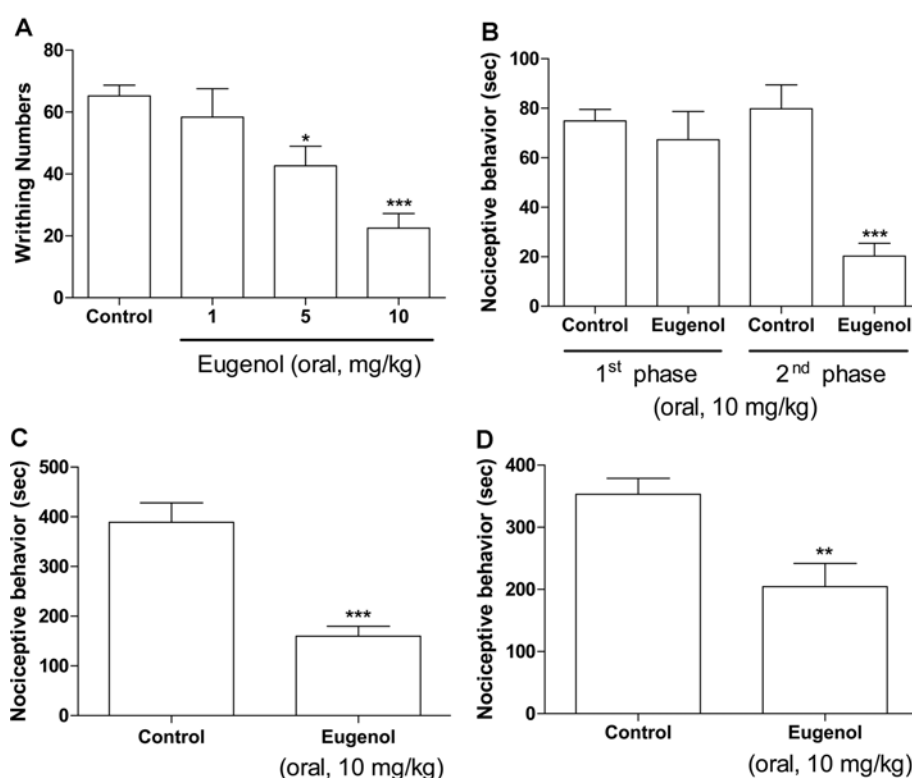 A
Writhing Numbers
80
60
40
20
0
*
***
Control 1 5 10
Eugenol (oral, mg/kg)
B
Nociceptive behavior (sec)
100
80
60
40
20
0
***
Control Eugenol Control Eugenol
1st phase 2nd phase
(oral, 10 mg/kg)
C
Nociceptive behavior (sec)
500
400
300
200
100
0
***
Control Eugenol
(oral, 10 mg/kg)
D
Nociceptive behavior (sec)
400
300
200
100
0
**
Control Eugenol
(oral, 10 mg/kg)